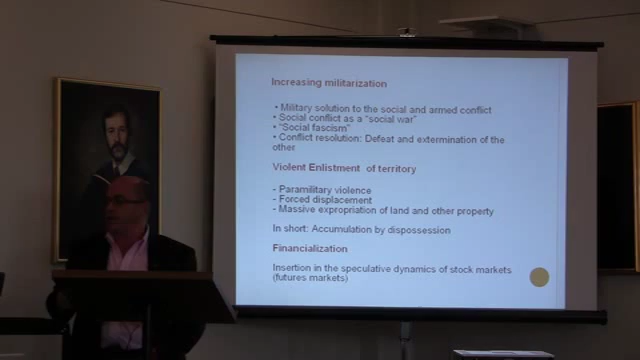 Increasing militarization
• Military solution to the social and armed conflict
• Social conflict as a "social war"
• "Social fascism"
• Conflict resolution: Defeat and extermination of the
other
Violent Enlistment of territory
- Paramilitary violence
- Forced displacement
- Massive expropriation of land and other property
In short: Accumulation by dispossession
Financialization
Insertion in the speculative dynamics of stock markets
(futures markets)